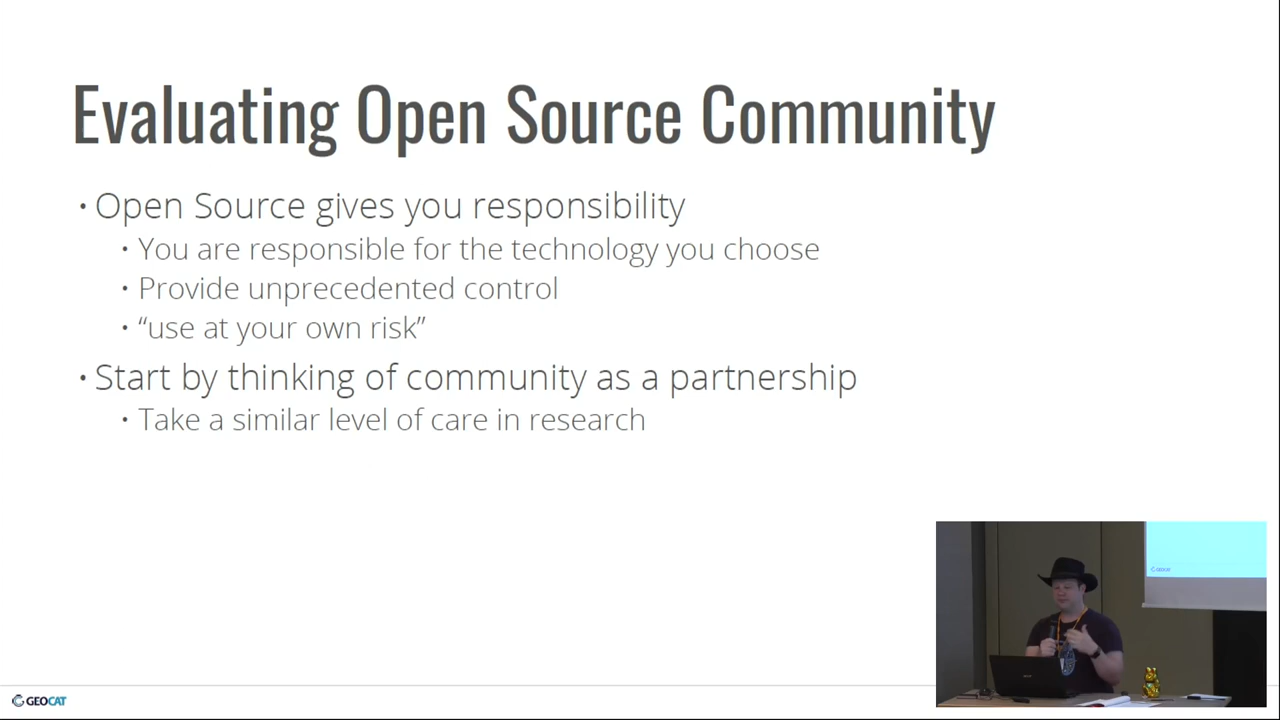 Evaluating Open Source Community
• Open Source gives you responsibility
• You are responsible for the technology you choose
• Provide unprecedented control
• “use at your own risk”
• Start by thinking of community as a partnership
• Take a similar level of care in research
GEOCAT